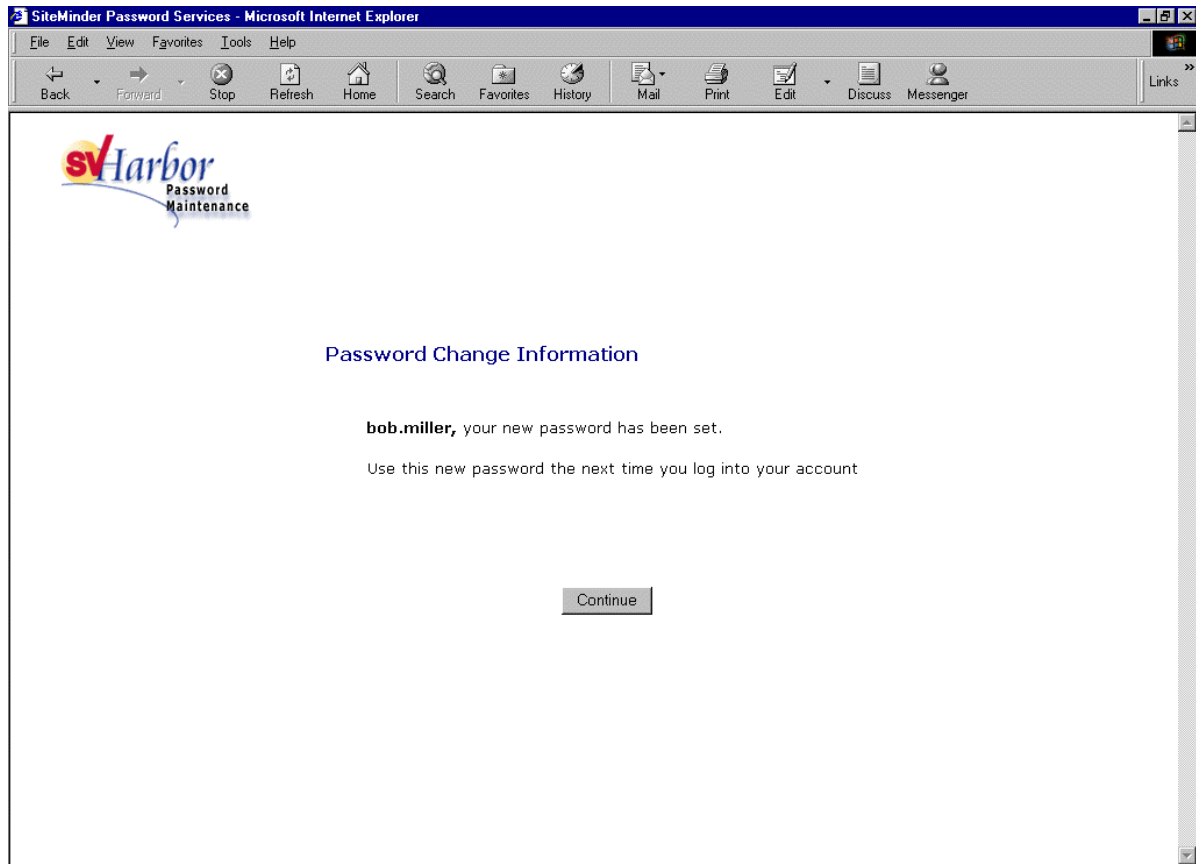 SiteMinder Password Services - Microsoft Internet Explorer
File Edit View Favorites Tools Help
Back Forward Stop Refresh Home Search Favorites History Mail Print Edit Discuss Messenger Links »
svHarbor
Password
Maintenance
Password Change Information
bob.miller, your new password has been set.
Use this new password the next time you log into your account
Continue